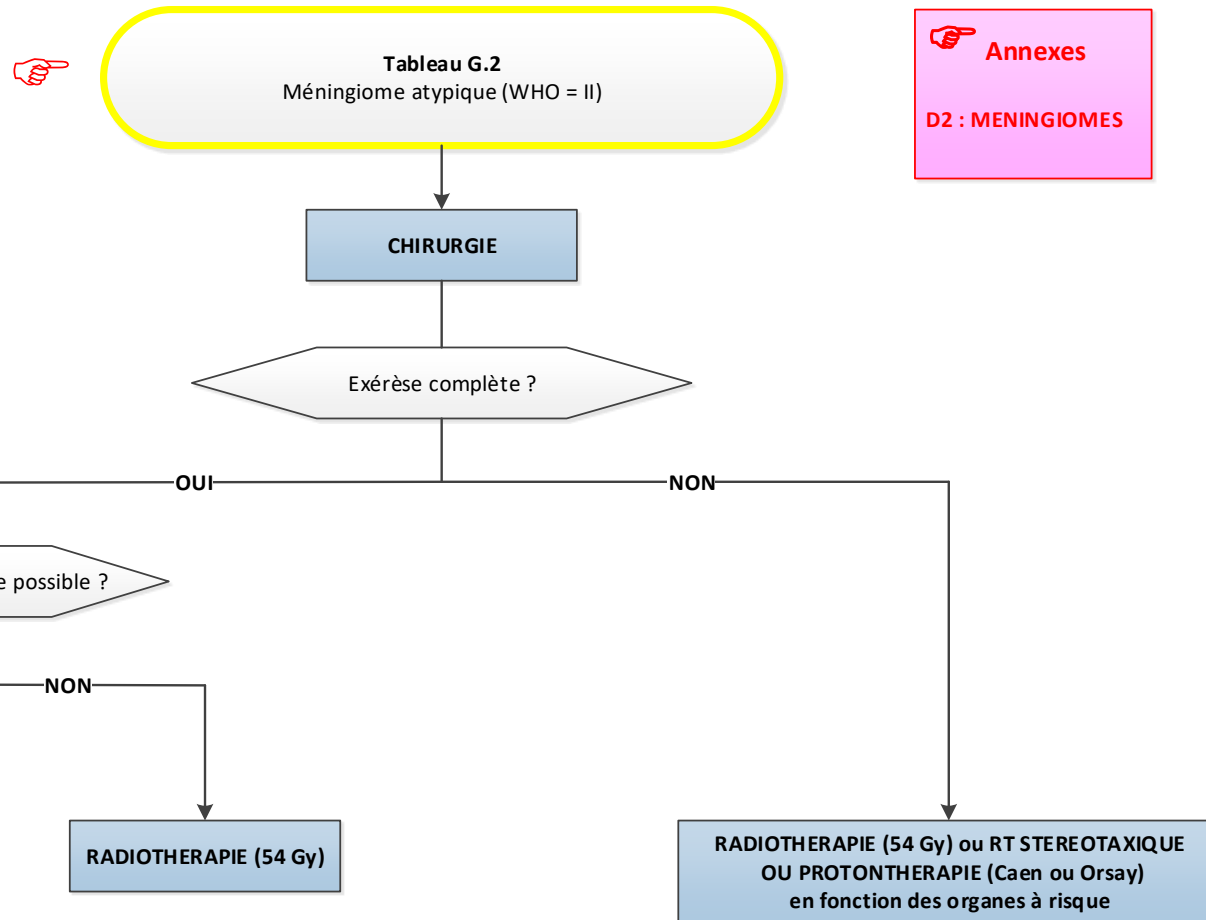 Tableau G.2
Méningiome atypique (WHO = II)
Annexes
D2 : MENINGIOMES
CHIRURGIE
Exérèse complète ?
OUI
NON
possible ?
NON
RADIOTHERAPIE (54 Gy)
RADIOTHERAPIE (54 Gy) ou RT STEREOTAXIQUE
OU PROTONTHERAPIE (Caen ou Orsay)
en fonction des organes à risque